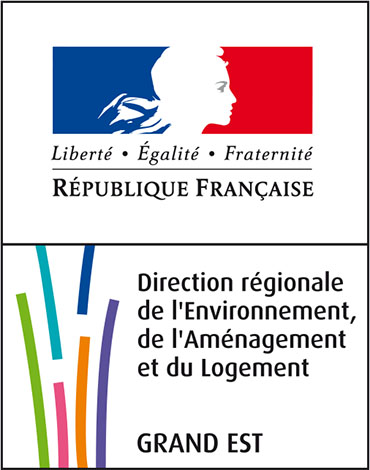 Liberté • Égalité • Fraternité
RÉPUBLIQUE FRANÇAISE
Direction régionale
de l'Environnement,
de l'Aménagement
et du Logement
GRAND EST